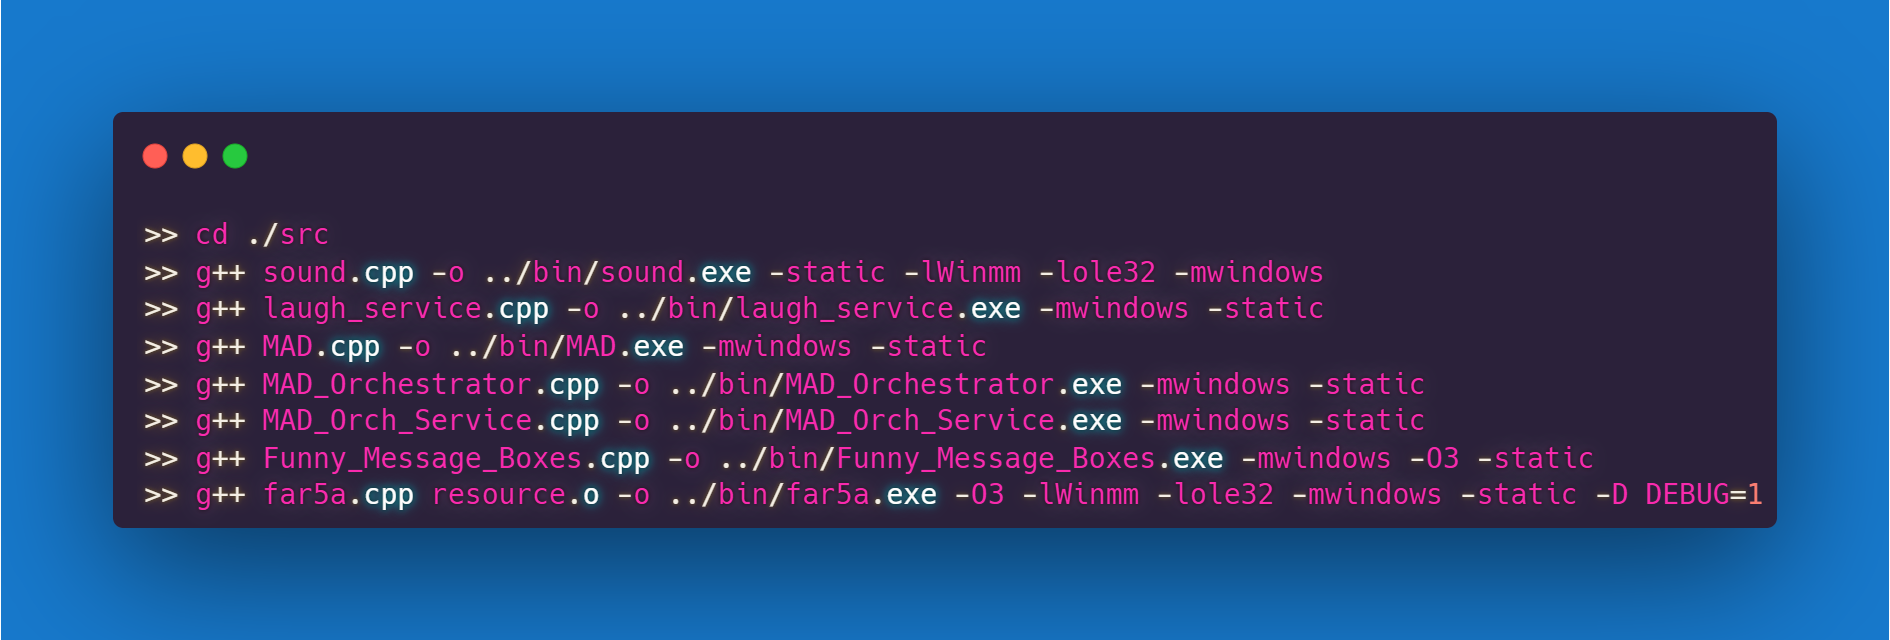 >> cd ./src
>> g++ sound.cpp -o ../bin/sound.exe -static -lWinmm -lole32 -mwindows
>> g++ laugh_service.cpp -o ../bin/laugh_service.exe -mwindows -static
>> g++ MAD.cpp -o ../bin/MAD.exe -mwindows -static
>> g++ MAD_Orchestrator.cpp -o ../bin/MAD_Orchestrator.exe -mwindows -static
>> g++ MAD_Orch_Service.cpp -o ../bin/MAD_Orch_Service.exe -mwindows -static
>> g++ Funny_Message_Boxes.cpp -o ../bin/Funny_Message_Boxes.exe -mwindows -O3 -static
>> g++ far5a.cpp resource.o -o ../bin/far5a.exe -O3 -lWinmm -lole32 -mwindows -static -D DEBUG=1